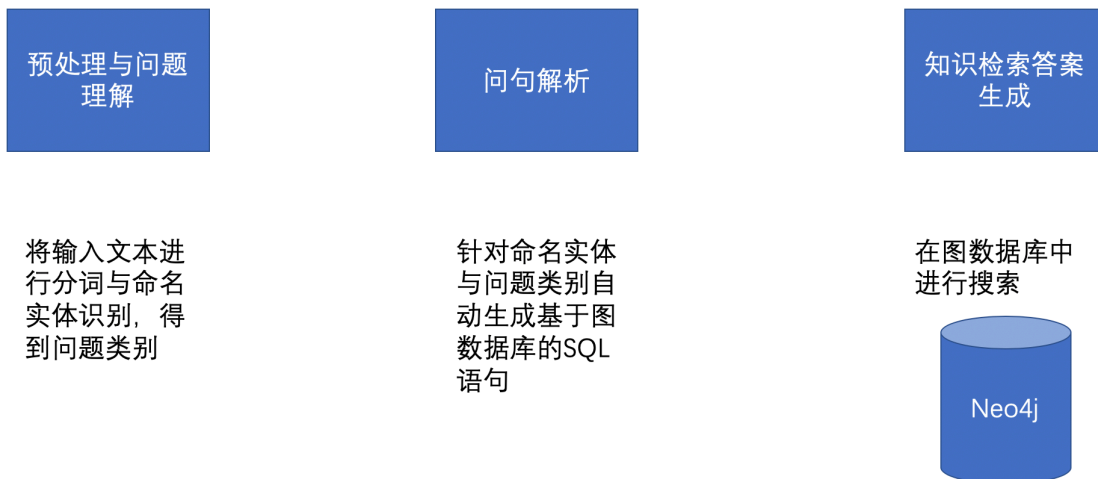 预处理与问题
理解
问句解析
知识检索答案
生成
将输入文本进
行分词与命名
实体识别，得
到问题类别
针对命名实体
与问题类别自
动生成基于图
数据库的SQL
语句
在图数据库中
进行搜索
Neo4j